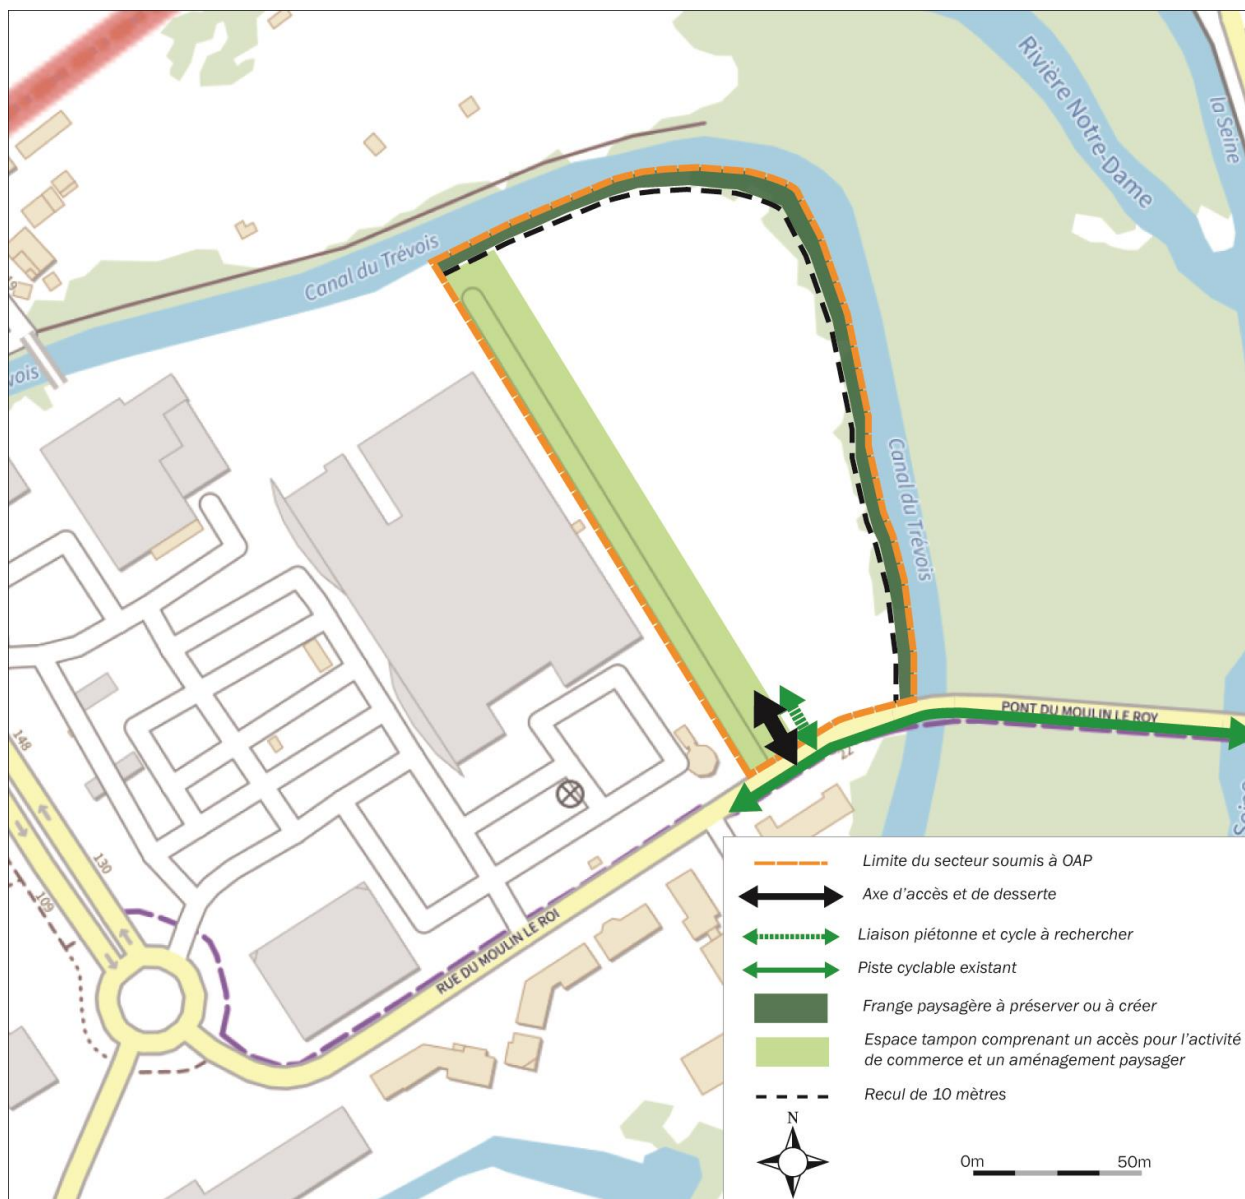 Rivière Notre-Dame
la Seine
Canal du Trévois
vois
Canal du Trévois
PONT DU MOULIN LE ROY
22
148
130
109
RUE DU MOULIN LE ROI
Limite du secteur soumis à OAP
Axe d'accès et de desserte
Liaison piétonne et cycle à rechercher
Piste cyclable existant
Frange paysagère à préserver ou à créer
Espace tampon comprenant un accès pour l'activité
de commerce et un aménagement paysager
Recul de 10 mètres
N
0m
50m